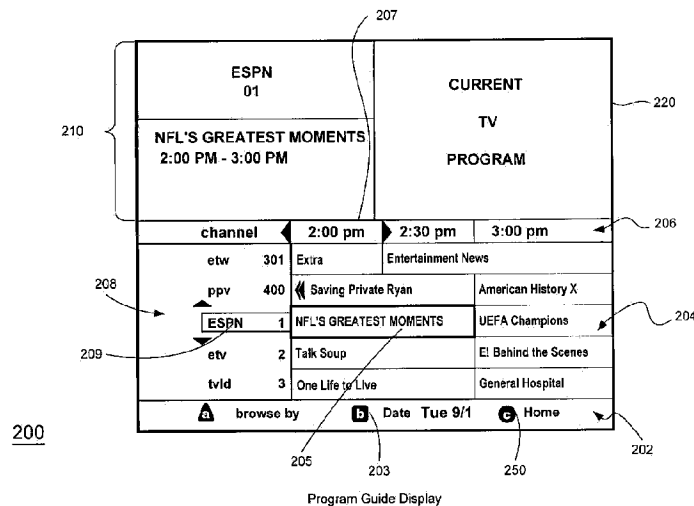 207
ESPN
01
CURRENT
TV
PROGRAM
220
210
NFL'S GREATEST MOMENTS
2:00 PM - 3:00 PM
channel 2:00 pm 2:30 pm 3:00 pm
206
etw 301 Extra Entertainment News
208
ppv 400 Saving Private Ryan American History X
204
ESPN 1 NFL'S GREATEST MOMENTS UEFA Champions
209
etv 2 Talk Soup E! Behind the Scenes
tvld 3 One Life to Live General Hospital
a browse by b Date Tue 9/1 c Home
200
202
205
203
250
Program Guide Display